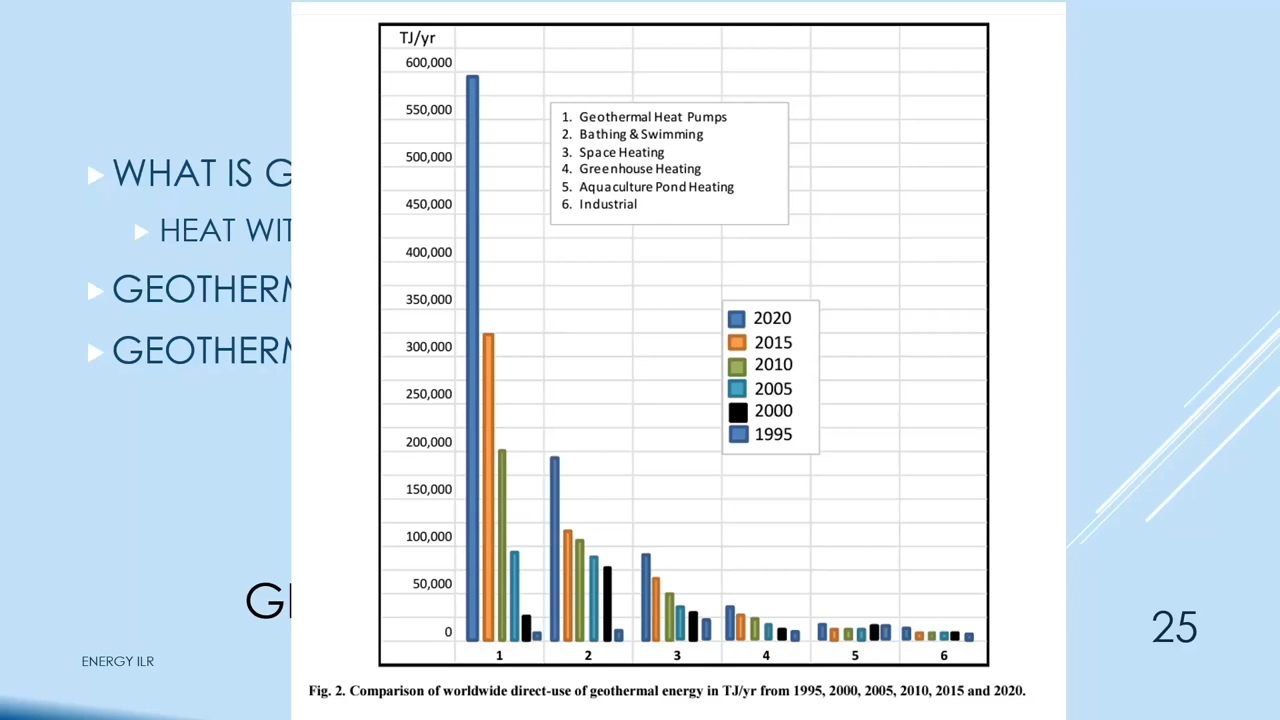 WHAT IS G
HEAT WIT
GEOTHERM
GEOTHERM
ENERGY ILR
25
TJ/yr
600,000
550,000
500,000
450,000
400,000
350,000
300,000
250,000
200,000
150,000
100,000
50,000
0
1. Geothermal Heat Pumps
2. Bathing & Swimming
3. Space Heating
4. Greenhouse Heating
5. Aquaculture Pond Heating
6. Industrial
2020
2015
2010
2005
2000
1995
1 2 3 4 5 6
Fig. 2. Comparison of worldwide direct-use of geothermal energy in TJ/yr from 1995, 2000, 2005, 2010, 2015 and 2020.